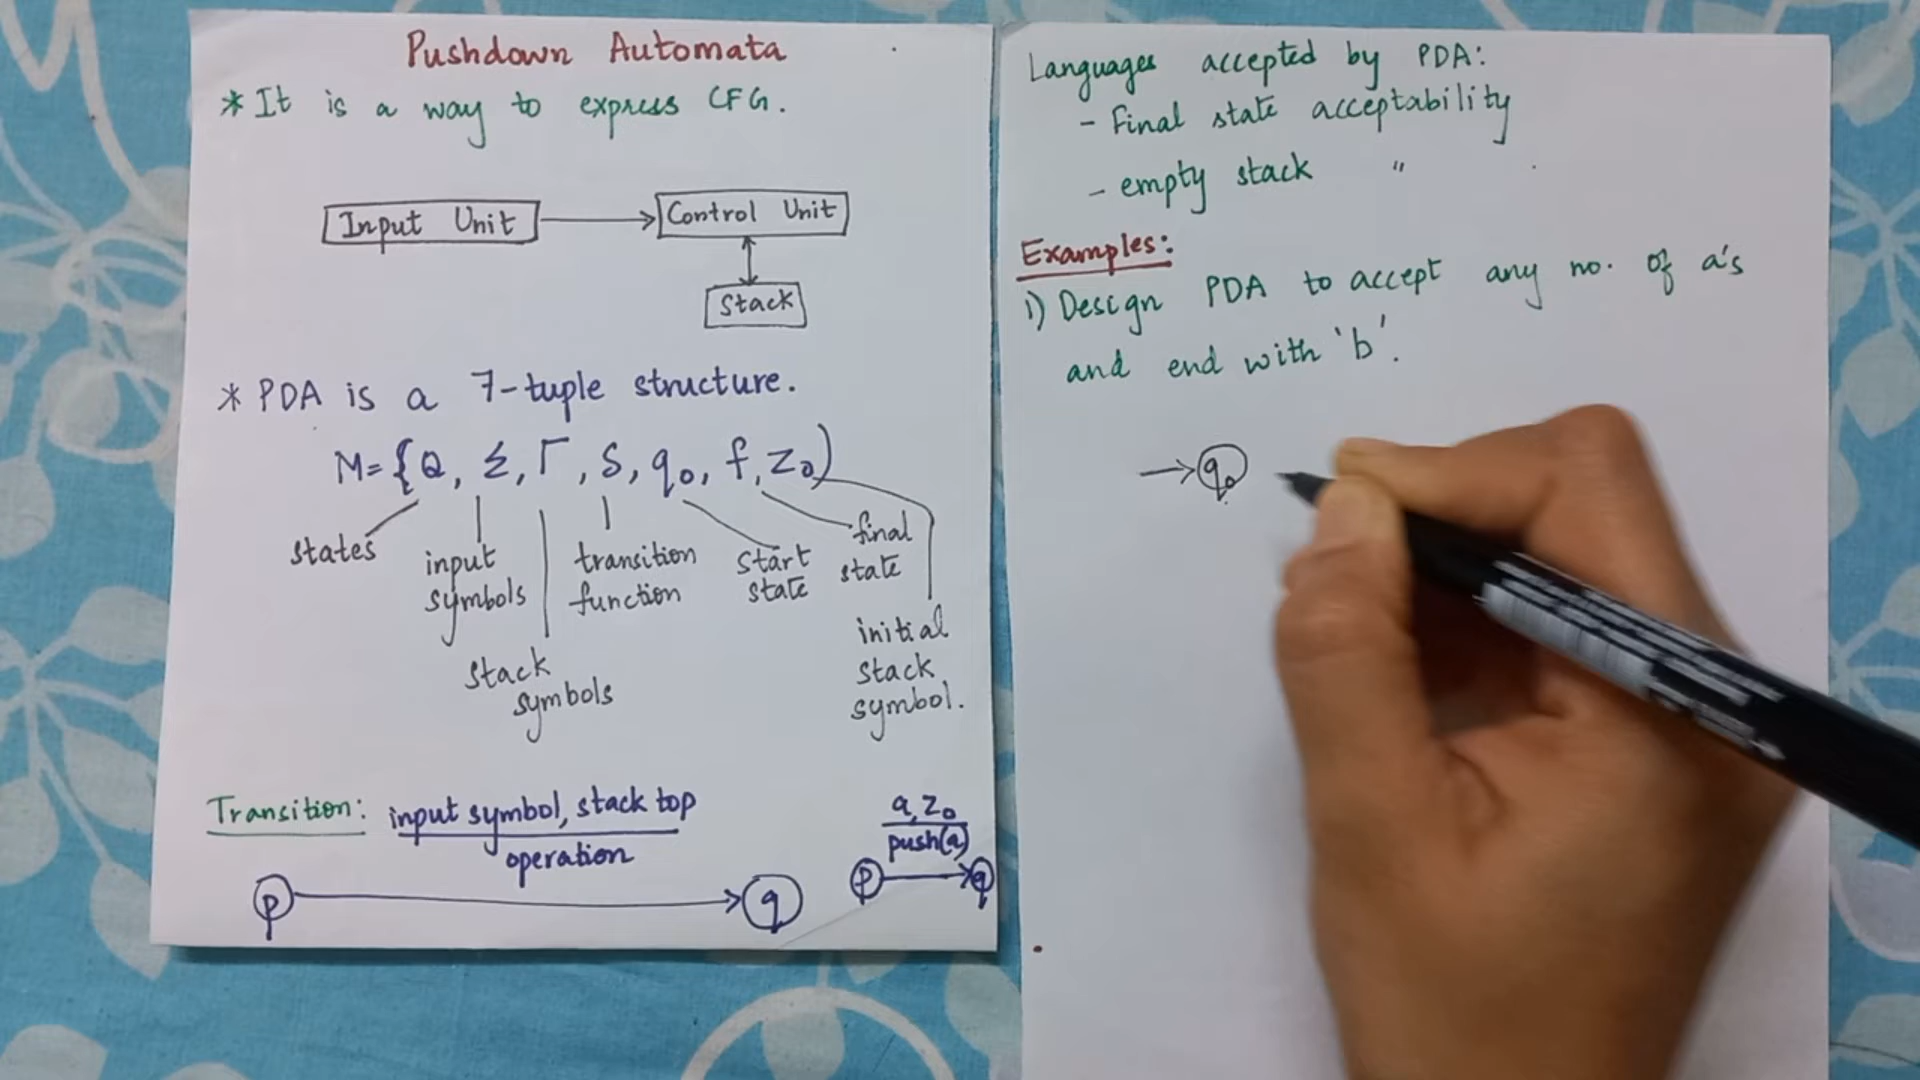 Pushdown Automata
* It is a way to express CFG.
Input Unit
Control Unit
Stack
* PDA is a 7-tuple structure.
M = {Q, Σ, Γ, δ, q₀, f, Z₀)
states
input symbols
stack symbols
transition function
start state
final state
initial stack symbol.
Transition: input symbol, stack top
operation
p
q
a, Z₀
push(a)
p
q
Languages accepted by PDA:
- Final state acceptability
- empty stack "
Examples:
1) Design PDA to accept any no. of a's
and end with 'b'.
q₀